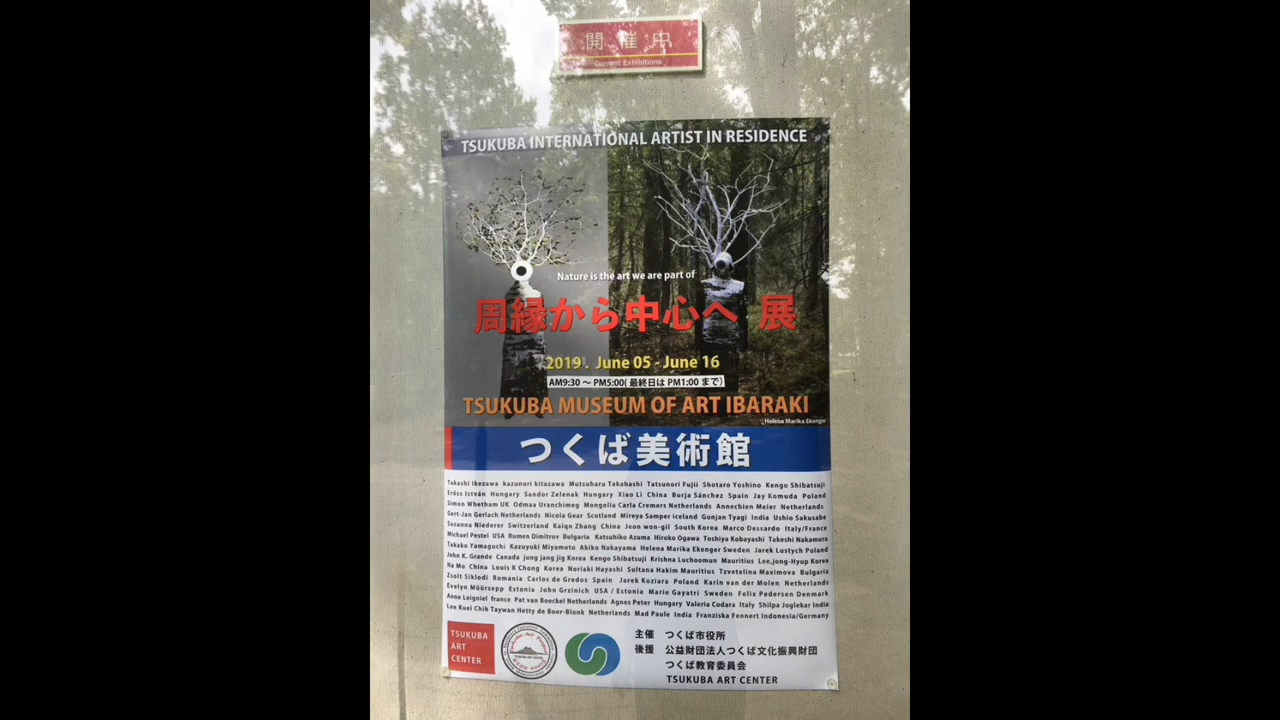 開催中
Current Exhibitions
TSUKUBA INTERNATIONAL ARTIST IN RESIDENCE
Nature is the art we are part of
周縁から中心へ 展
2019. June 05 - June 16
AM9:30 ～ PM5:00( 最終日は PM1:00 まで)
TSUKUBA MUSEUM OF ART IBARAKI
Helena Marika Ekenger
つくば美術館
Takashi Ikezawa kazunori kitazawa Mutsuharu Takahashi Tatsunori Fujii Shotaro Yoshino Kengo Shibatsuji
Erőss István Hungary Sandor Zelenak Hungary Xiao Li China Borja Sánchez Spain Jay Komuda Poland
Simon Whetham UK Odmaa Uranchimeg Mongolia Carla Cremers Netherlands Annechien Meier Netherlands
Gert-Jan Gerlach Netherlands Nicola Gear Scotland Mireya Samper iceland Gunjan Tyagi India Ushio Sakusabe
Susanna Niederer Switzerland Kaiqn Zhang China Jeon won-gil South Korea Marco Dessardo Italy/France
Michael Pestel USA Rumen Dimitrov Bulgaria Katsuhiko Azuma Hiroko Ogawa Toshiya Kobayashi Takeshi Nakamura
Takako Yamaguchi Kazuyuki Miyamoto Akiko Nakayama Helena Marika Ekenger Sweden Jarek Lustych Poland
John K. Grande Canada jung jang jig Korea Kengo Shibatsuji Krishna Luchoomun Mauritius Lee,jong-Hyup Korea
Na Mo China Louis K Chong Korea Noriaki Hayashi Sultana Hakim Mauritius Tzvetelina Maximova Bulgaria
Zsolt Siklodi Romania Carlos de Gredos Spain Jarek Koziara Poland Karin van der Molen Netherlands
Evelyn Müürsepp Estonia John Grzinich USA / Estonia Marie Gayatri Sweden Felix Pedersen Denmark
Anne Leigniel france Pat van Boeckel Netherlands Agnes Peter Hungary Valeria Codara Italy Shilpa Joglekar India
Lee Kuei Chih Taywan Hetty de Boer-Blonk Netherlands Mad Paule India Franziska Fennert Indonesia/Germany
TSUKUBA
ART
CENTER
主催 つくば市役所
後援 公益財団法人つくば文化振興財団
つくば教育委員会
TSUKUBA ART CENTER